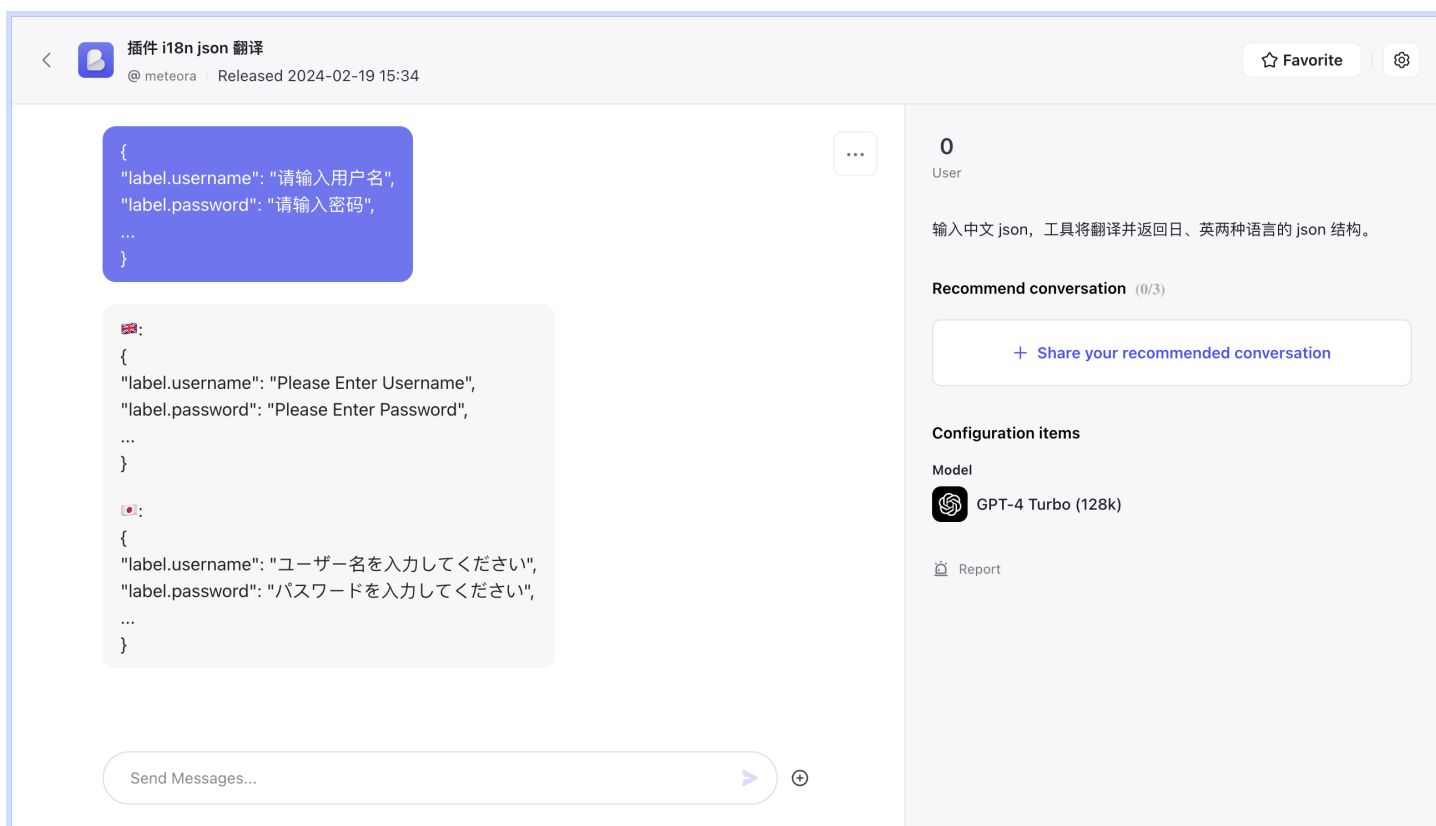 插件 i18n json 翻译
@ meteora
Released 2024-02-19 15:34
Favorite
{
"label.username": "请输入用户名",
"label.password": "请输入密码",
...
}
🇬🇧:
{
"label.username": "Please Enter Username",
"label.password": "Please Enter Password",
...
}
🇯🇵:
{
"label.username": "ユーザー名を入力してください",
"label.password": "パスワードを入力してください",
...
}
Send Messages...
0
User
输入中文 json，工具将翻译并返回日、英两种语言的 json 结构。
Recommend conversation (0/3)
+ Share your recommended conversation
Configuration items
Model
GPT-4 Turbo (128k)
Report